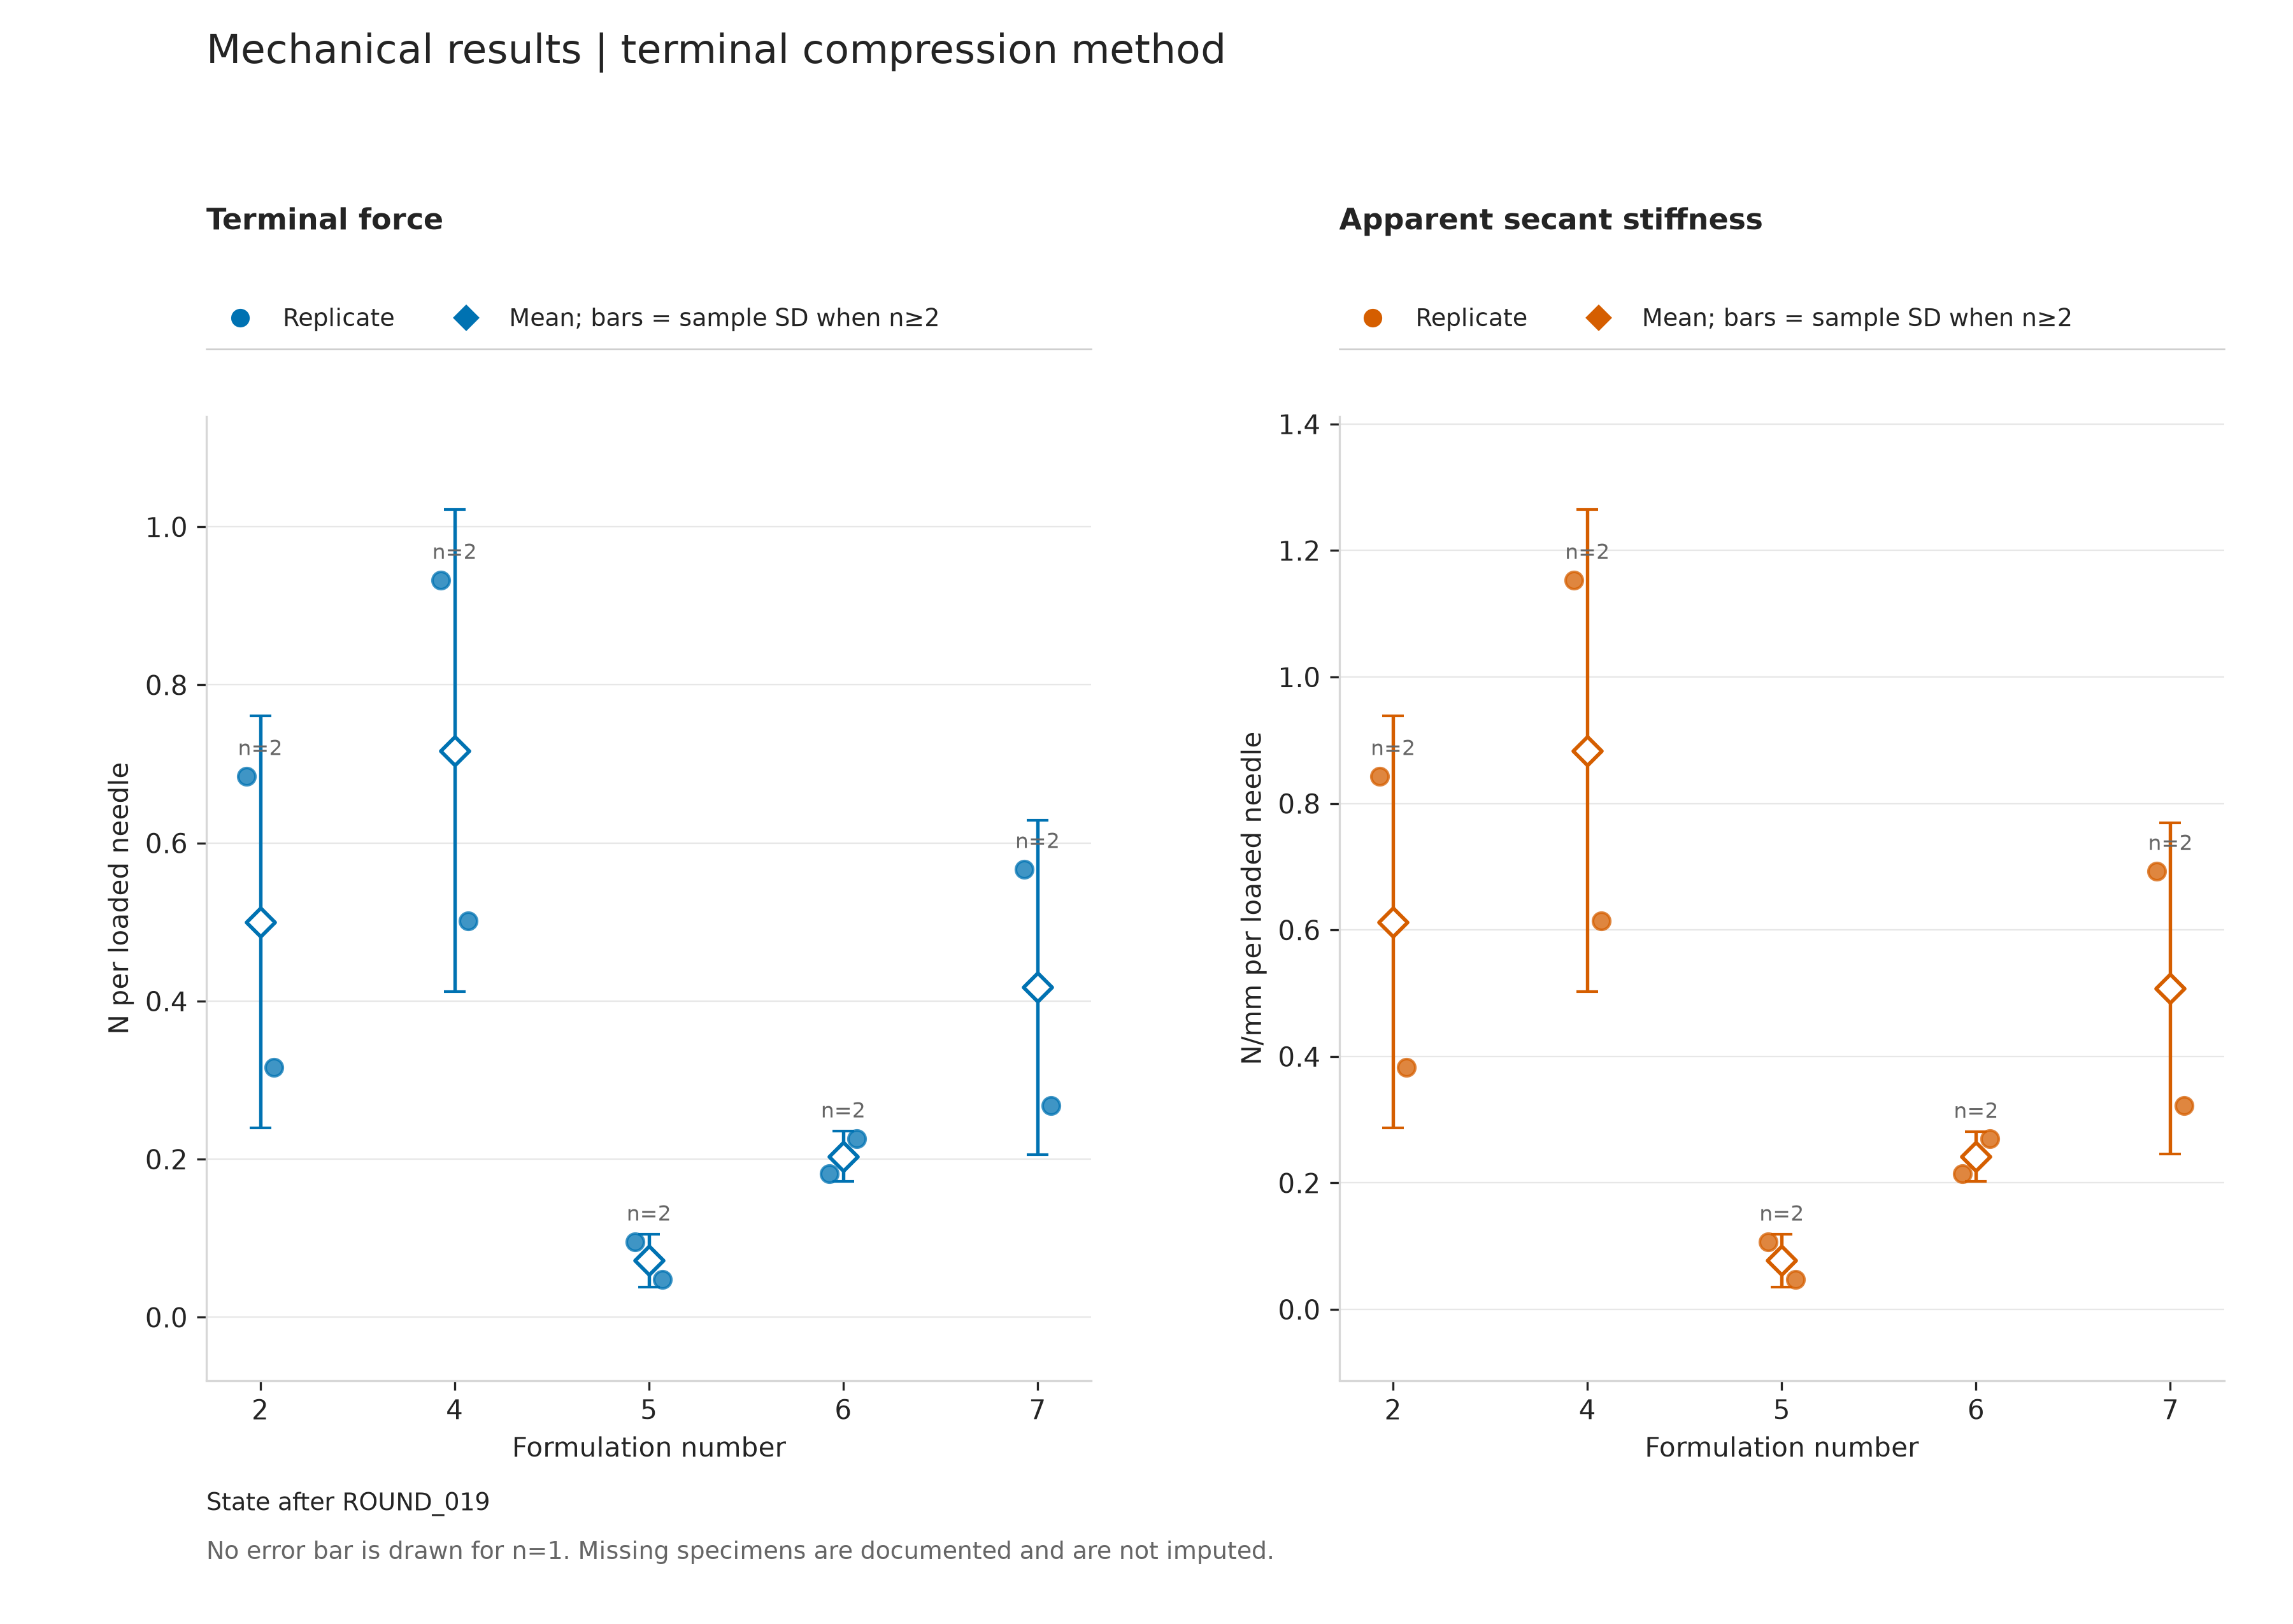 Mechanical results | terminal compression method
Terminal force
Replicate
Mean; bars = sample SD when n≥2
N per loaded needle
1.0
0.8
0.6
0.4
0.2
0.0
n=2
n=2
n=2
n=2
n=2
2
4
5
6
7
Formulation number
Apparent secant stiffness
Replicate
Mean; bars = sample SD when n≥2
N/mm per loaded needle
1.4
1.2
1.0
0.8
0.6
0.4
0.2
0.0
n=2
n=2
n=2
n=2
n=2
2
4
5
6
7
Formulation number
State after ROUND_019
No error bar is drawn for n=1. Missing specimens are documented and are not imputed.